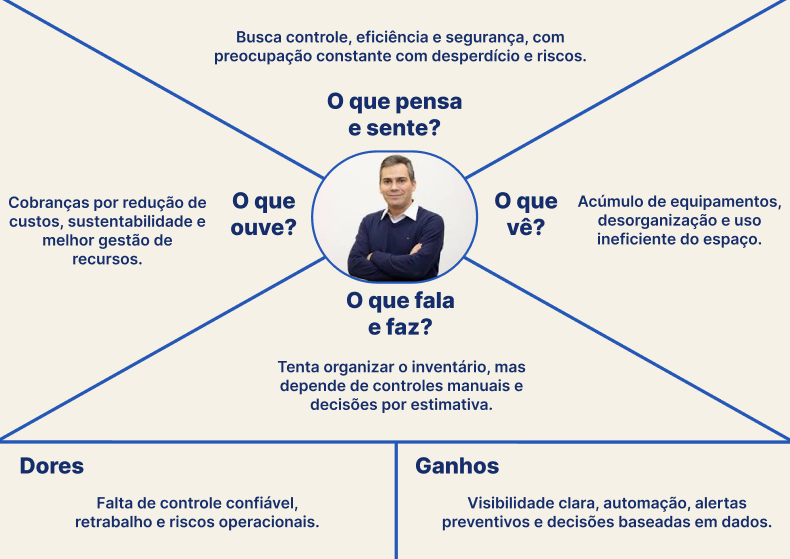 Busca controle, eficiência e segurança, com
preocupação constante com desperdício e riscos.
O que pensa
e sente?
Cobranças por redução de
custos, sustentabilidade e
melhor gestão de
recursos.
O que
ouve?
O que
vê?
Acúmulo de equipamentos,
desorganização e uso
ineficiente do espaço.
O que fala
e faz?
Tenta organizar o inventário, mas
depende de controles manuais e
decisões por estimativa.
Dores
Falta de controle confiável,
retrabalho e riscos operacionais.
Ganhos
Visibilidade clara, automação, alertas
preventivos e decisões baseadas em dados.